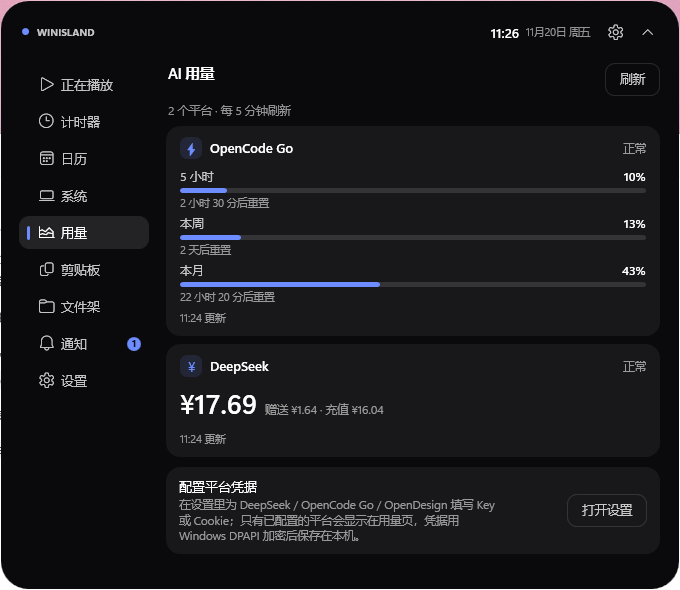 WINISLAND
11:26 11月20日 周五
正在播放
计时器
日历
系统
用量
剪贴板
文件架
通知 1
设置
AI 用量
刷新
2 个平台 · 每 5 分钟刷新
OpenCode Go 正常
5 小时 10%
2 小时 30 分后重置
本周 13%
2 天后重置
本月 43%
22 小时 20 分后重置
11:24 更新
¥ DeepSeek 正常
¥17.69 赠送 ¥1.64 · 充值 ¥16.04
11:24 更新
配置平台凭据
在设置里为 DeepSeek / OpenCode Go / OpenDesign 填写 Key
或 Cookie；只有已配置的平台会显示在用量页，凭据用
Windows DPAPI 加密后保存在本机。
打开设置